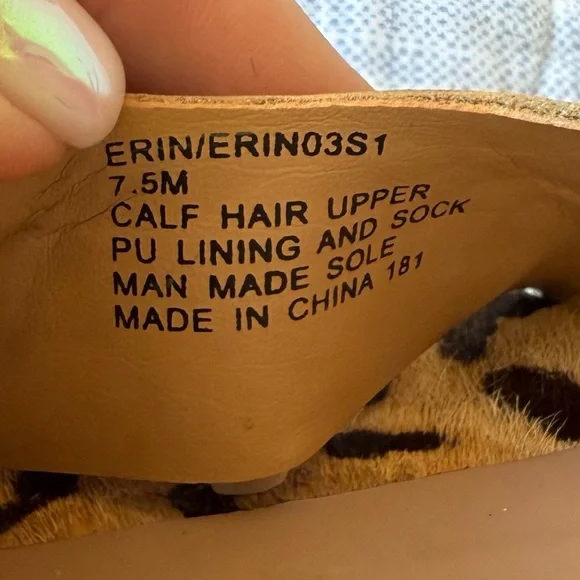 ERIN/ERIN03S1
7.5M
CALF HAIR UPPER
PU LINING AND SOCK
MAN MADE SOLE
MADE IN CHINA 181